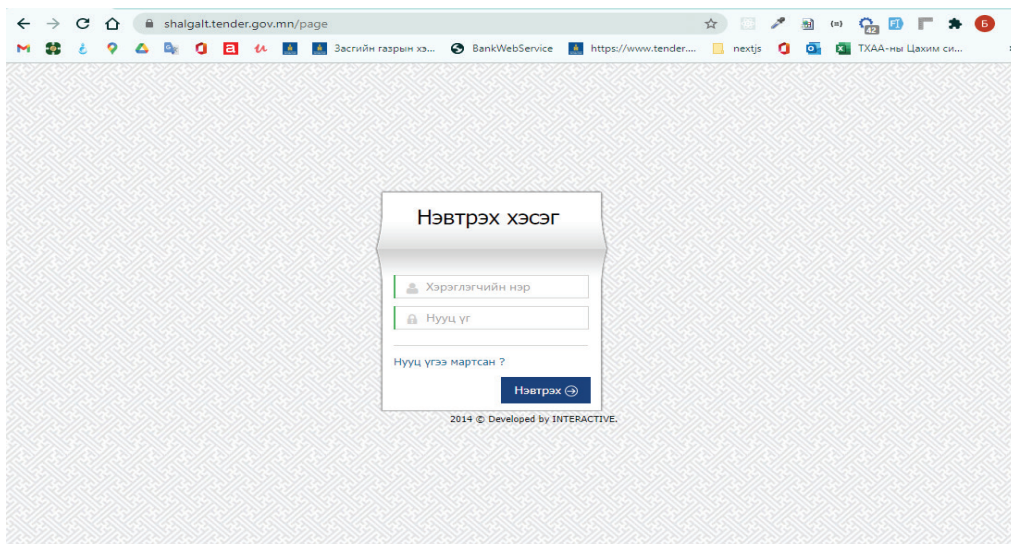 shalgalt.tender.gov.mn/page
42
Б
Засгийн газрын хэ...
BankWebService
https://www.tender....
nextjs
ТХАА-ны Цахим си...
Нэвтрэх хэсэг
Хэрэглэгчийн нэр
Нууц үг
Нууц үгээ мартсан ?
Нэвтрэх
2014 © Developed by INTERACTIVE.